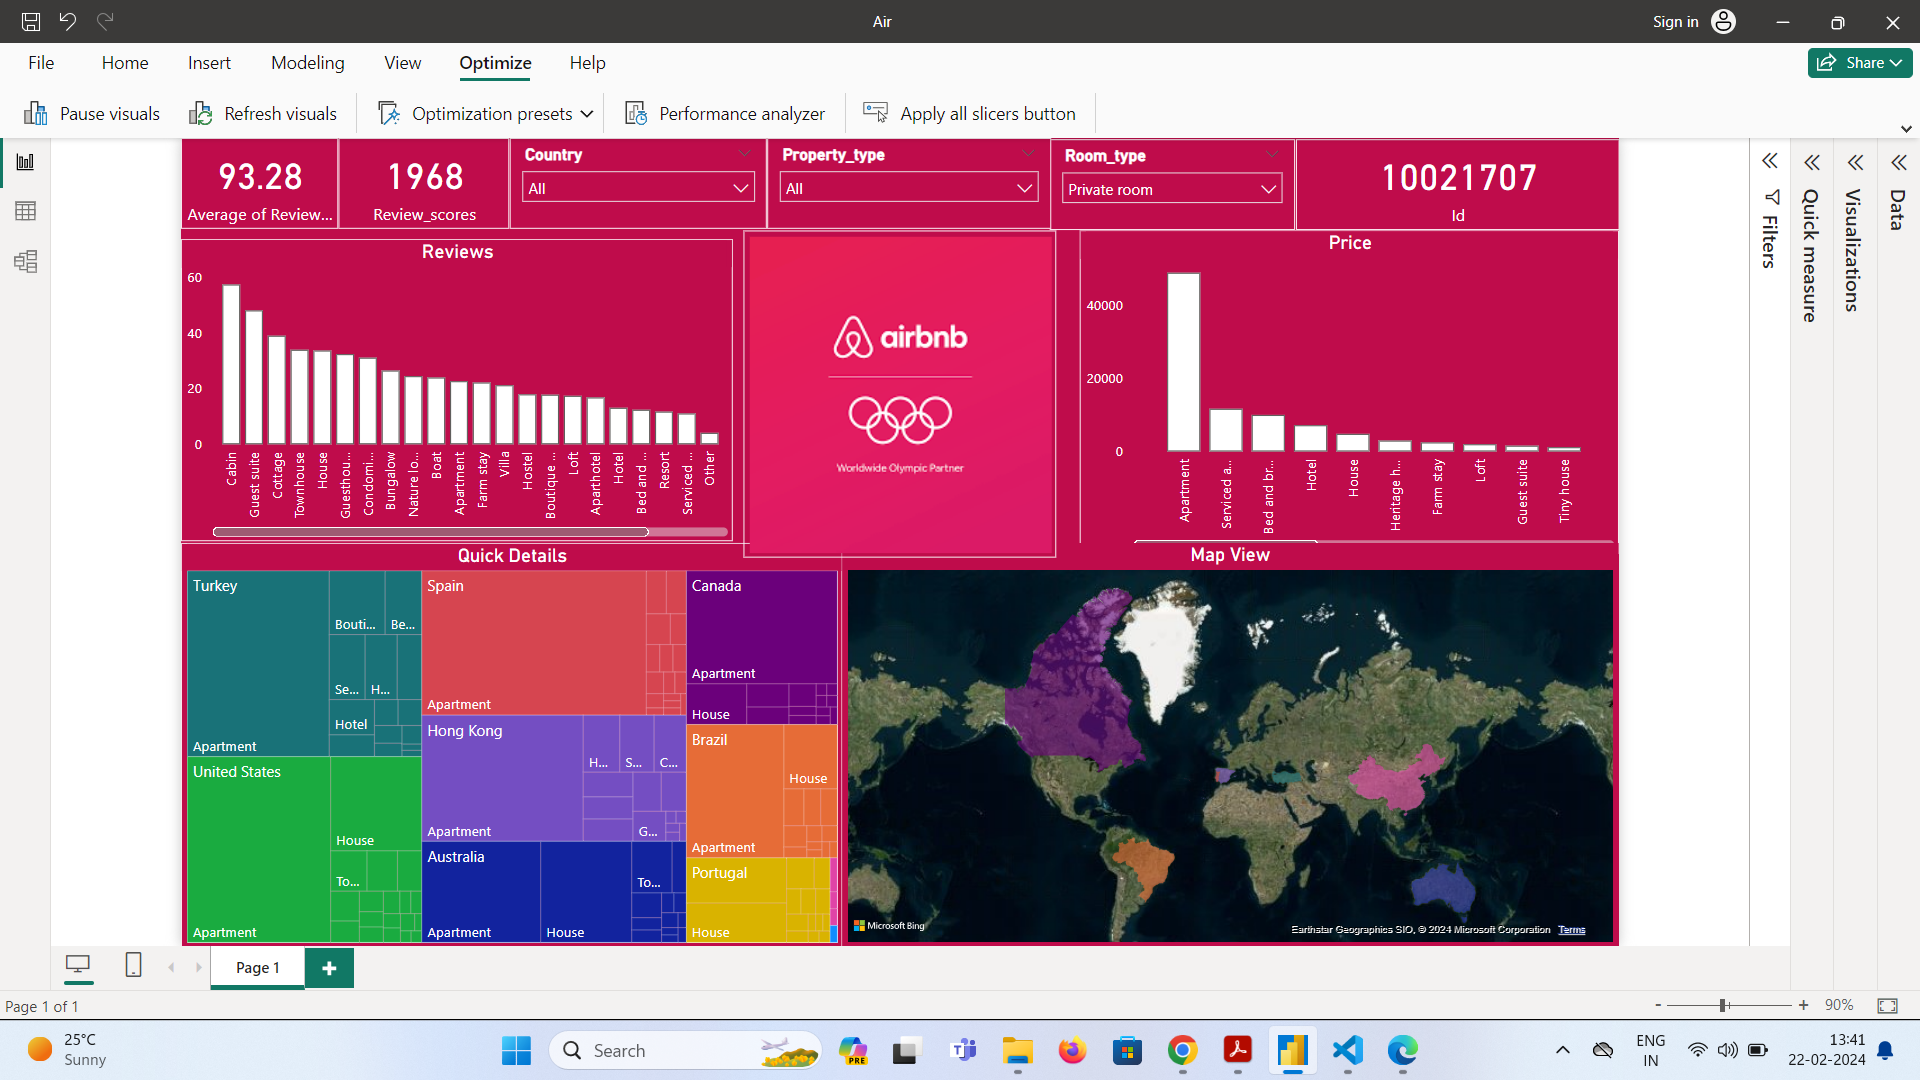 Air
Sign in
File Home Insert Modeling View Optimize Help
Share
Pause visuals Refresh visuals Optimization presets Performance analyzer Apply all slicers button
93.28
Average of Review...
1968
Review_scores
Country
All
Property_type
All
Room_type
Private room
10021707
Id
Filters
Quick measure
Visualizations
Data
Reviews
60
40
20
0
Cabin
Guest suite
Cottage
Townhouse
House
Guesthou...
Condomi...
Bungalow
Nature lo...
Boat
Apartment
Farm stay
Villa
Hostel
Boutique ...
Loft
Aparthotel
Hotel
Bed and ...
Resort
Serviced ...
Other
airbnb
Worldwide Olympic Partner
Price
40000
20000
0
Apartment
Serviced a...
Bed and br...
Hotel
House
Heritage h...
Farm stay
Loft
Guest suite
Tiny house
Quick Details
Turkey
Bouti...
Be...
Se...
H...
Hotel
Apartment
United States
House
To...
Apartment
Spain
Apartment
Hong Kong
H...
S...
C...
G...
Apartment
Australia
To...
Apartment
House
Canada
Apartment
House
Brazil
House
Apartment
Portugal
House
Map View
Microsoft Bing
Earthstar Geographics SIO, © 2024 Microsoft Corporation Terms
Page 1
+
Page 1 of 1
- + 90%
25°C
Sunny
Search
PRE
ENG
IN
13:41
22-02-2024